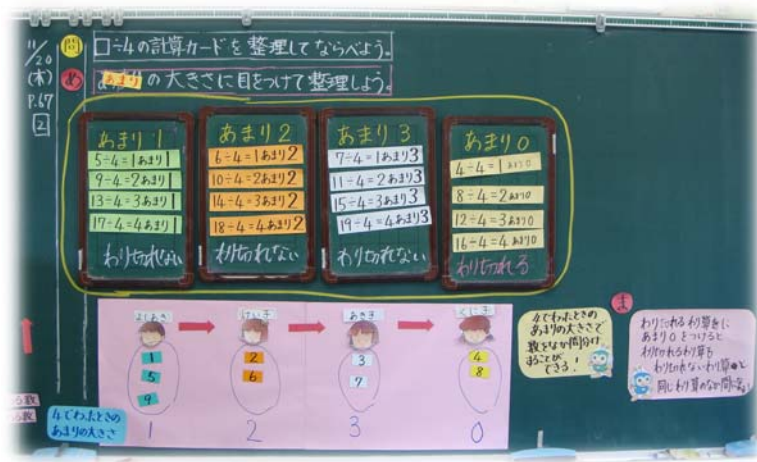 11/20
(木)
P.67
2
問
□÷4の計算カードを整理してならべよう。
め
あまりの大きさに目をつけて整理しよう。
あまり1
5÷4=1あまり1
9÷4=2あまり1
13÷4=3あまり1
17÷4=4あまり1
わり切れない
あまり2
6÷4=1あまり2
10÷4=2あまり2
14÷4=3あまり2
18÷4=4あまり2
わり切れない
あまり3
7÷4=1あまり3
11÷4=2あまり3
15÷4=3あまり3
19÷4=4あまり3
わり切れない
あまり0
4÷4=1あまり0
8÷4=2あまり0
12÷4=3あまり0
16÷4=4あまり0
わり切れる
よしあき
1
5
9
1
けい子
2
6
2
あき子
3
7
3
くに子
4
8
0
4でわったときの
あまりの大きさ
4でわったときの
あまりの大きさで
数をなか間分け
することが
できる!
ま
わり切れるわり算も
あまり0をつけると
わり切れるわり算も
わり切れないわり算と
同じわり算のなか間